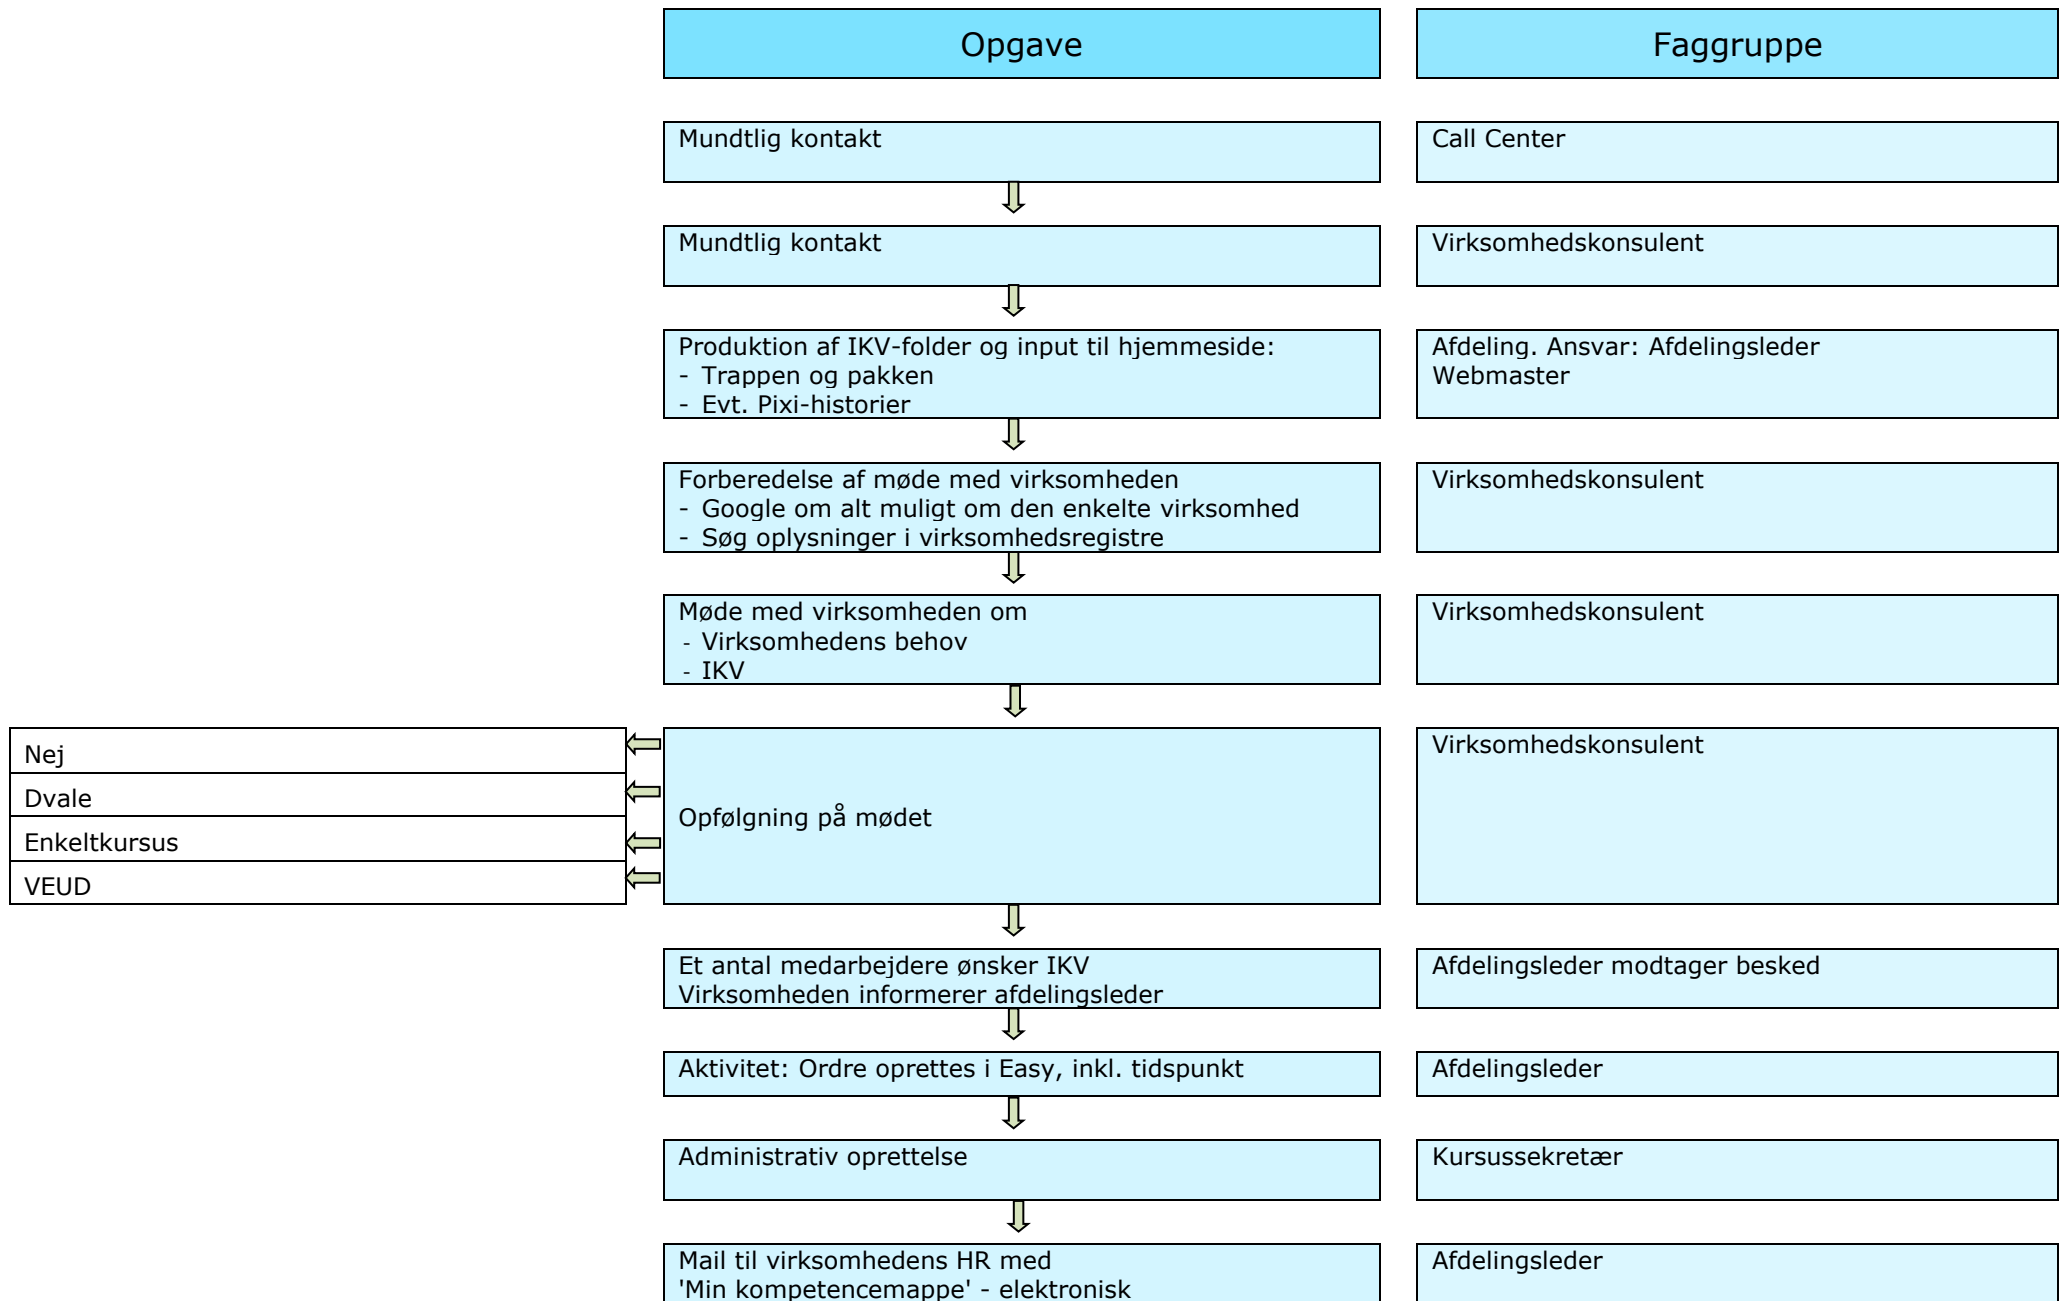 Opgave
Faggruppe
Mundtlig kontakt
Call Center
Mundtlig kontakt
Virksomhedskonsulent
Produktion af IKV-folder og input til hjemmeside:
- Trappen og pakken
- Evt. Pixi-historier
Afdeling. Ansvar: Afdelingsleder
Webmaster
Forberedelse af møde med virksomheden
- Google om alt muligt om den enkelte virksomhed
- Søg oplysninger i virksomhedsregistre
Virksomhedskonsulent
Møde med virksomheden om
- Virksomhedens behov
- IKV
Virksomhedskonsulent
Nej
Dvale
Enkeltkursus
VEUD
Opfølgning på mødet
Virksomhedskonsulent
Et antal medarbejdere ønsker IKV
Virksomheden informerer afdelingsleder
Afdelingsleder modtager besked
Aktivitet: Ordre oprettes i Easy, inkl. tidspunkt
Afdelingsleder
Administrativ oprettelse
Kursussekretær
Mail til virksomhedens HR med
'Min kompetencemappe' - elektronisk
Afdelingsleder